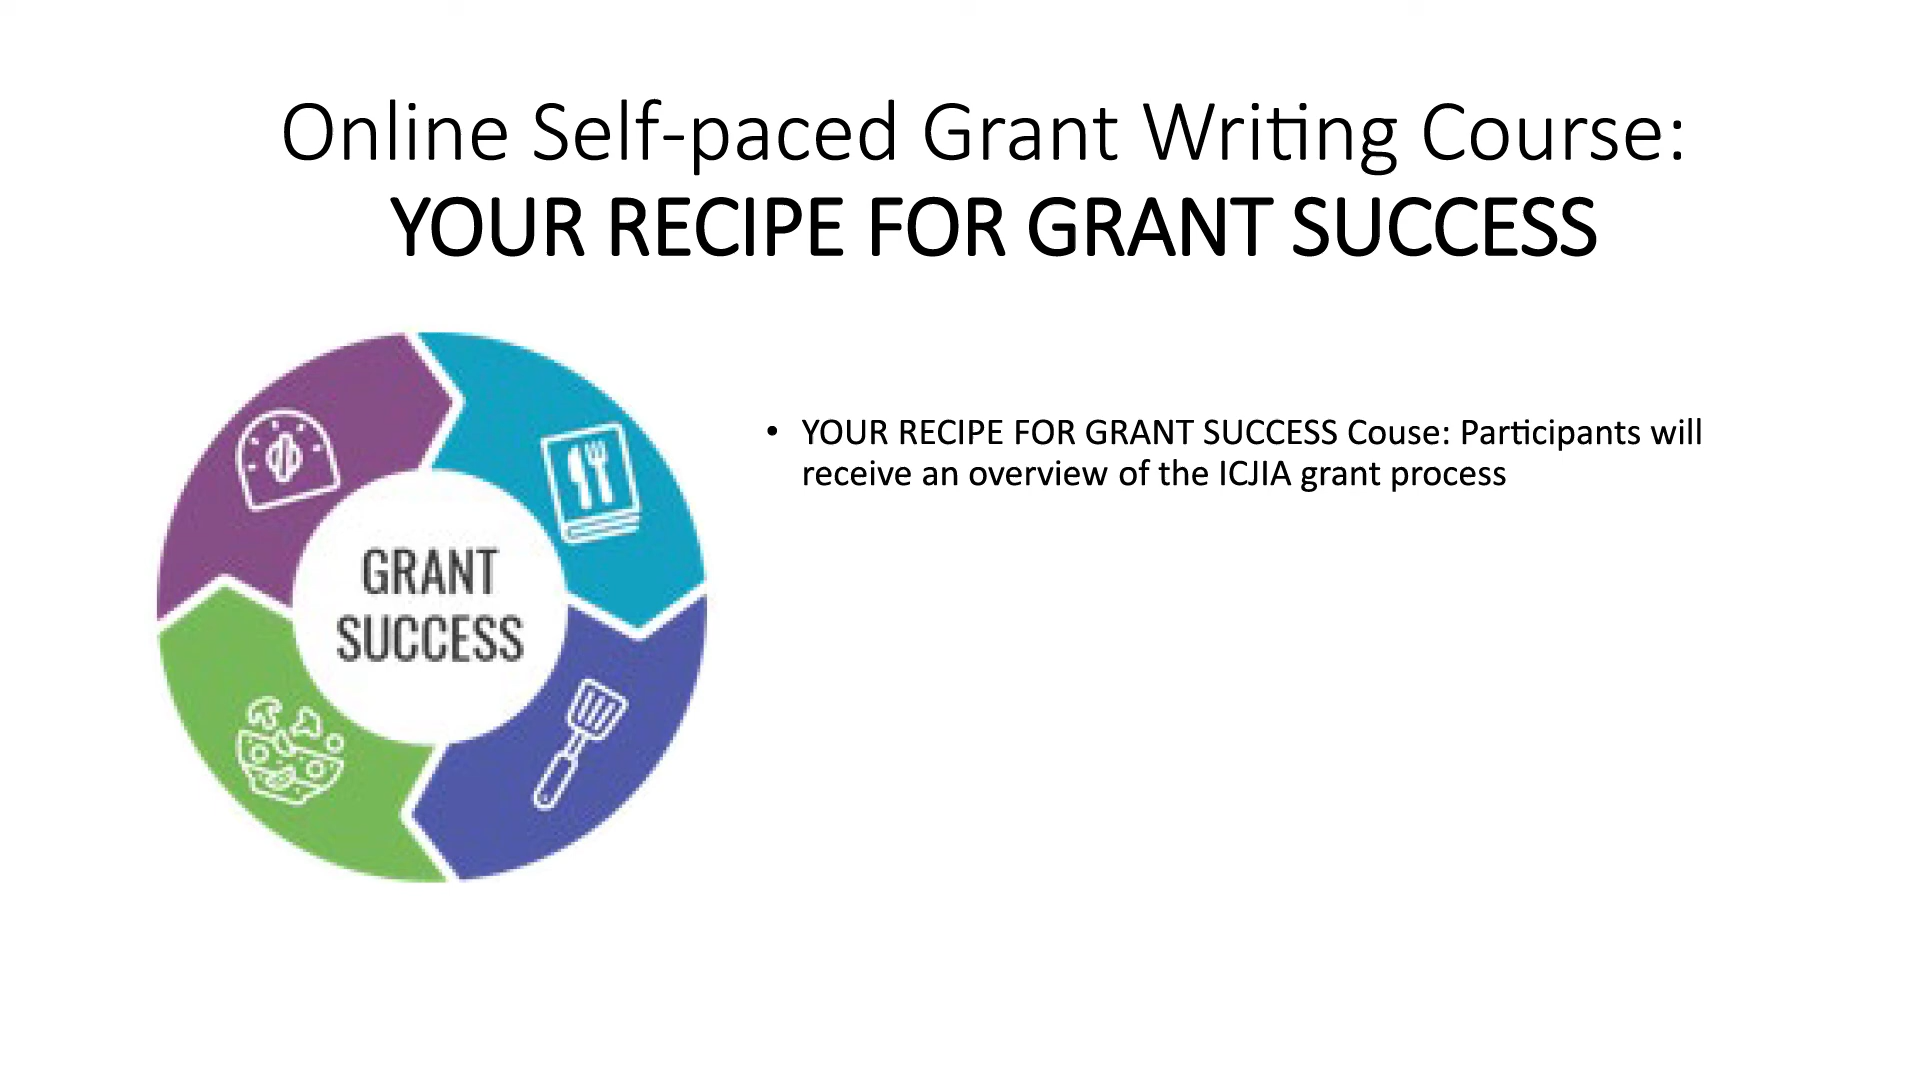 Online Self-paced Grant Writing Course:
YOUR RECIPE FOR GRANT SUCCESS
GRANT
SUCCESS
• YOUR RECIPE FOR GRANT SUCCESS Couse: Participants will
receive an overview of the ICJIA grant process